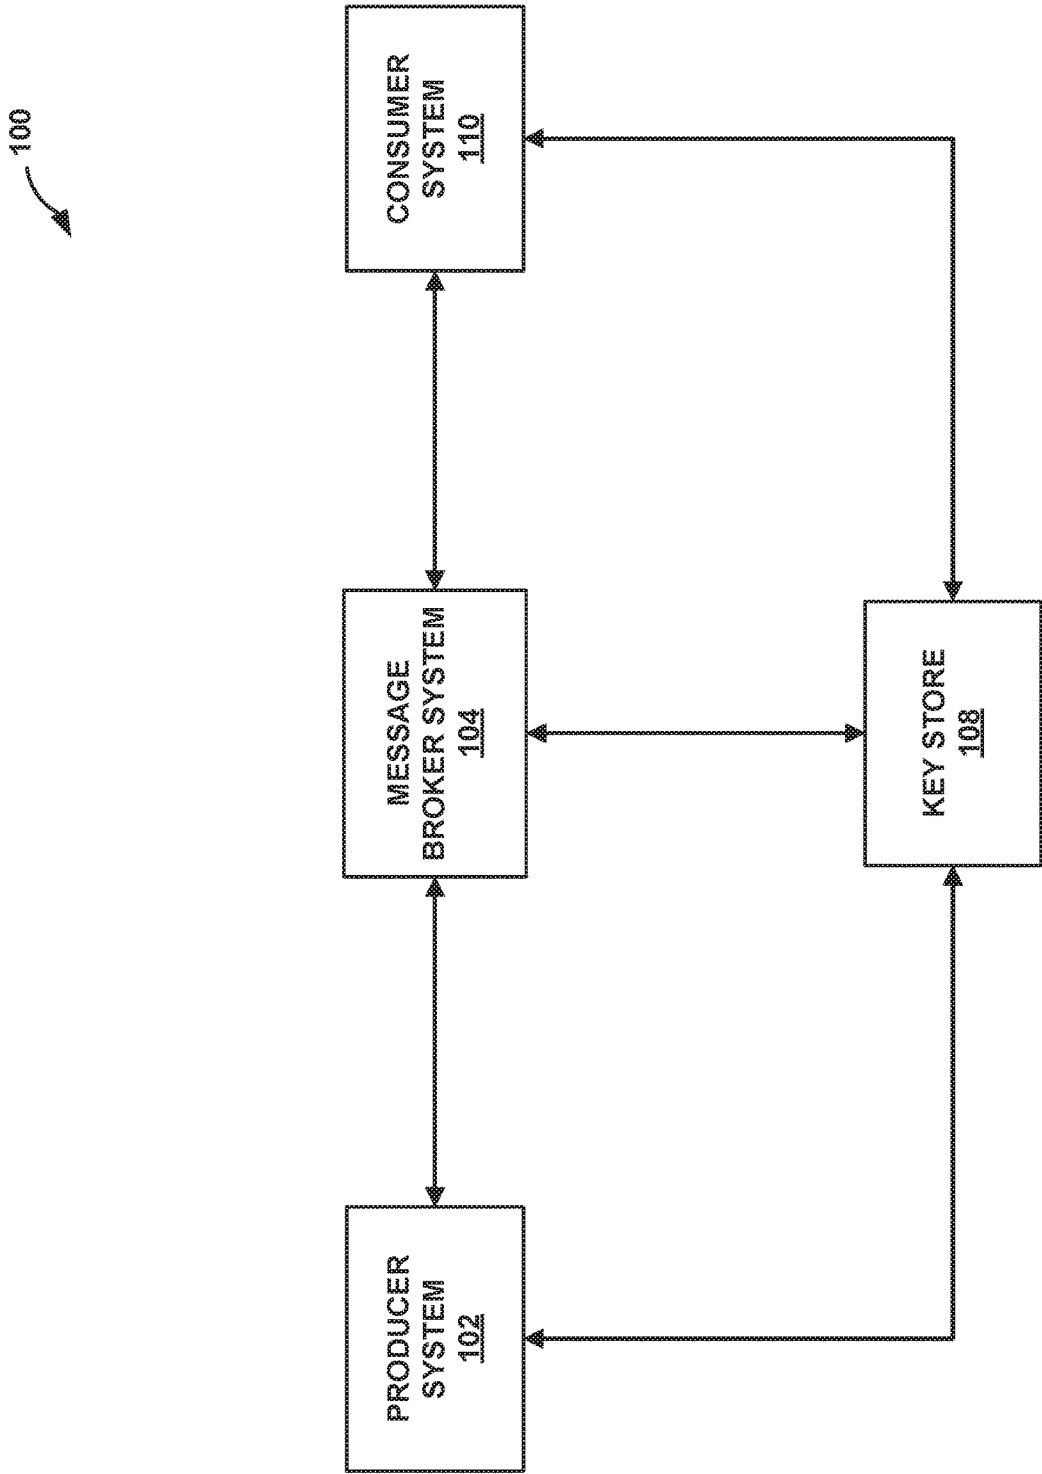 100
PRODUCER
SYSTEM
102
MESSAGE
BROKER SYSTEM
104
CONSUMER
SYSTEM
110
KEY STORE
108